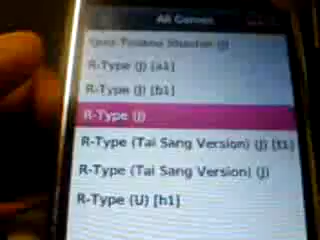 All Games
R-Type (J) [a1]
R-Type (J) [b1]
R-Type (J)
R-Type (Tai Sang Version) (J) [t1]
R-Type (Tai Sang Version) (J)
R-Type (U) [h1]